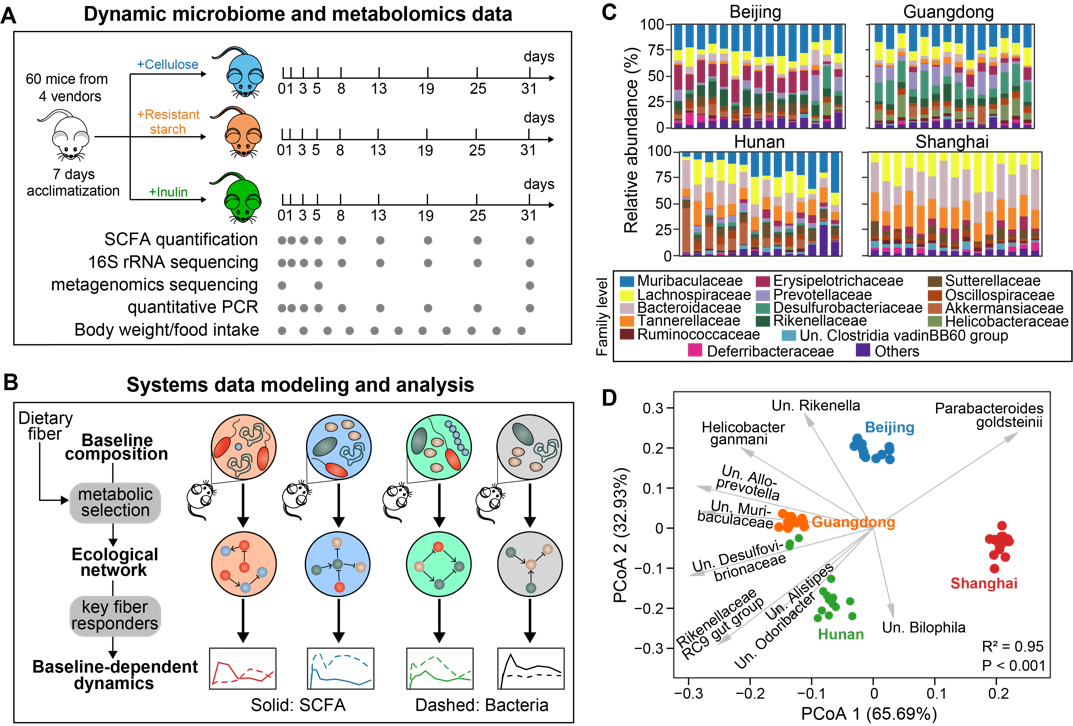 A
Dynamic microbiome and metabolomics data
60 mice from
4 vendors
7 days
acclimatization
+Cellulose
+Resistant
starch
+Inulin
days
01 3 5 8 13 19 25 31
days
01 3 5 8 13 19 25 31
days
01 3 5 8 13 19 25 31
SCFA quantification
16S rRNA sequencing
metagenomics sequencing
quantitative PCR
Body weight/food intake
B
Systems data modeling and analysis
Dietary
fiber
Baseline
composition
metabolic
selection
Ecological
network
key fiber
responders
Baseline-dependent
dynamics
Solid: SCFA
Dashed: Bacteria
C
Beijing
Guangdong
Hunan
Shanghai
Relative abundance (%)
100
75
50
25
0
100
75
50
25
0
Family level
Muribaculaceae
Lachnospiraceae
Bacteroidaceae
Tannerellaceae
Ruminococcaceae
Erysipelotrichaceae
Prevotellaceae
Desulfurobacteriaceae
Rikenellaceae
Un. Clostridia vadinBB60 group
Sutterellaceae
Oscillospiraceae
Akkermansiaceae
Helicobacteraceae
Deferribacteraceae
Others
D
Un. Rikenella
Helicobacter
ganmani
Un. Allo-
prevotella
Un. Muri-
baculaceae
Un. Desulfovi-
brionaceae
Rikenellaceae
RC9 gut group
Un. Alistipes
Un. Odoribacter
Un. Bilophila
Parabacteroides
goldsteinii
Beijing
Guangdong
Shanghai
Hunan
R² = 0.95
P < 0.001
PCoA 2 (32.93%)
0.3
0.2
0.1
0
−0.1
−0.2
−0.3
−0.3 −0.2 −0.1 0 0.1 0.2
PCoA 1 (65.69%)